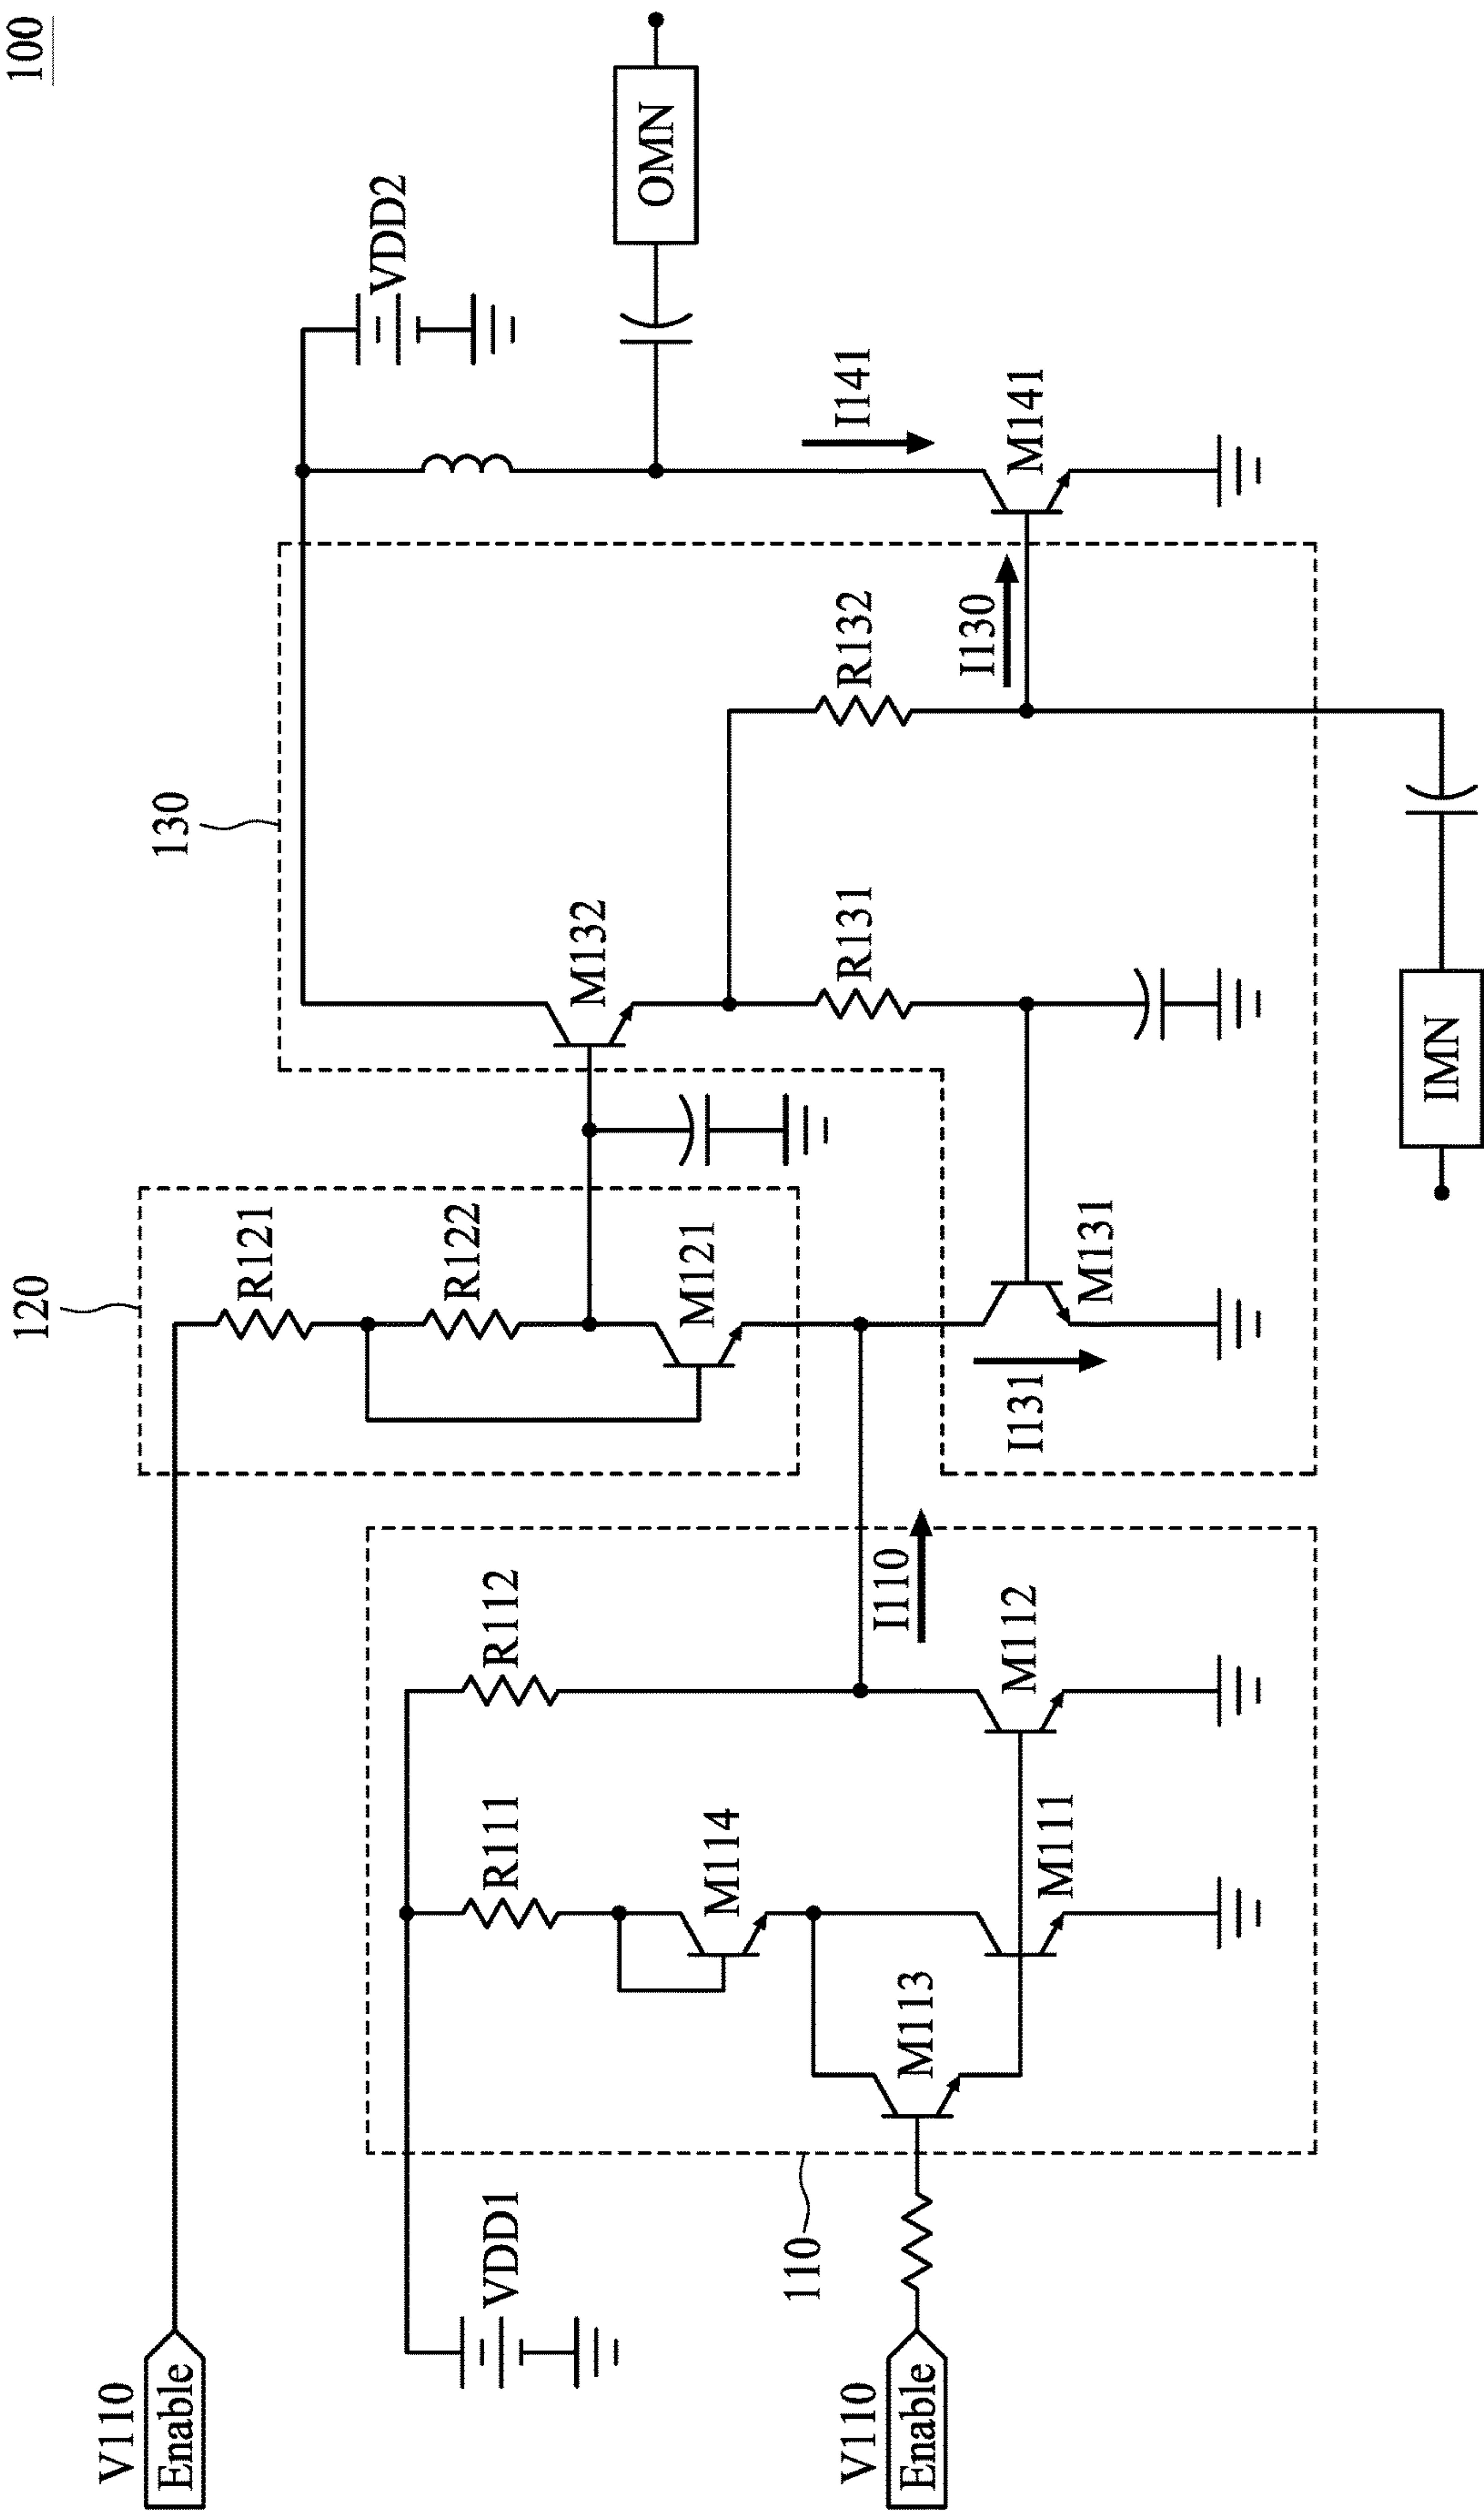 100
V110
Enable
120
R121
R122
M121
130
M132
VDD2
OMN
I141
M141
R132
I130
R131
M131
I131
IMN
VDD1
110
V110
Enable
R111
R112
M114
M113
I110
M111
M112